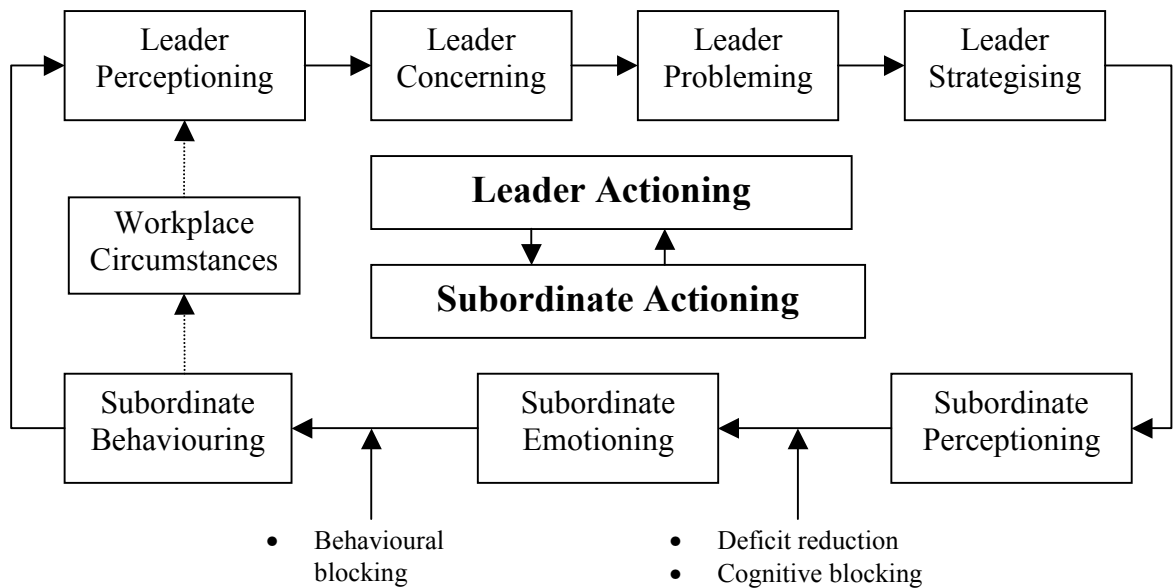 Leader
Perceptioning
Leader
Concerning
Leader
Probleming
Leader
Strategising
Workplace
Circumstances
Leader Actioning
Subordinate Actioning
Subordinate
Behaviouring
Subordinate
Emotioning
Subordinate
Perceptioning
• Behavioural
blocking
• Deficit reduction
• Cognitive blocking